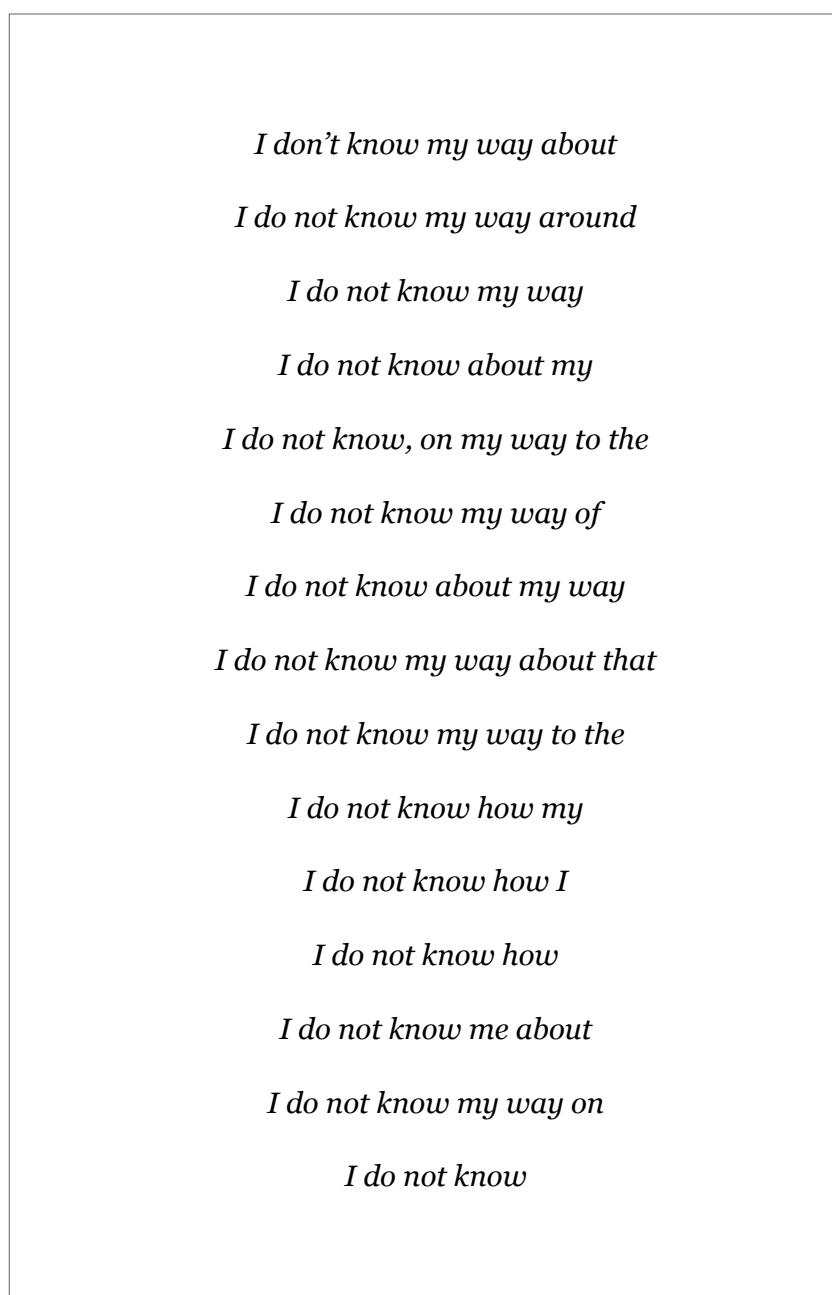 I don’t know my way about
I do not know my way around
I do not know my way
I do not know about my
I do not know, on my way to the
I do not know my way of
I do not know about my way
I do not know my way about that
I do not know my way to the
I do not know how my
I do not know how I
I do not know how
I do not know me about
I do not know my way on
I do not know